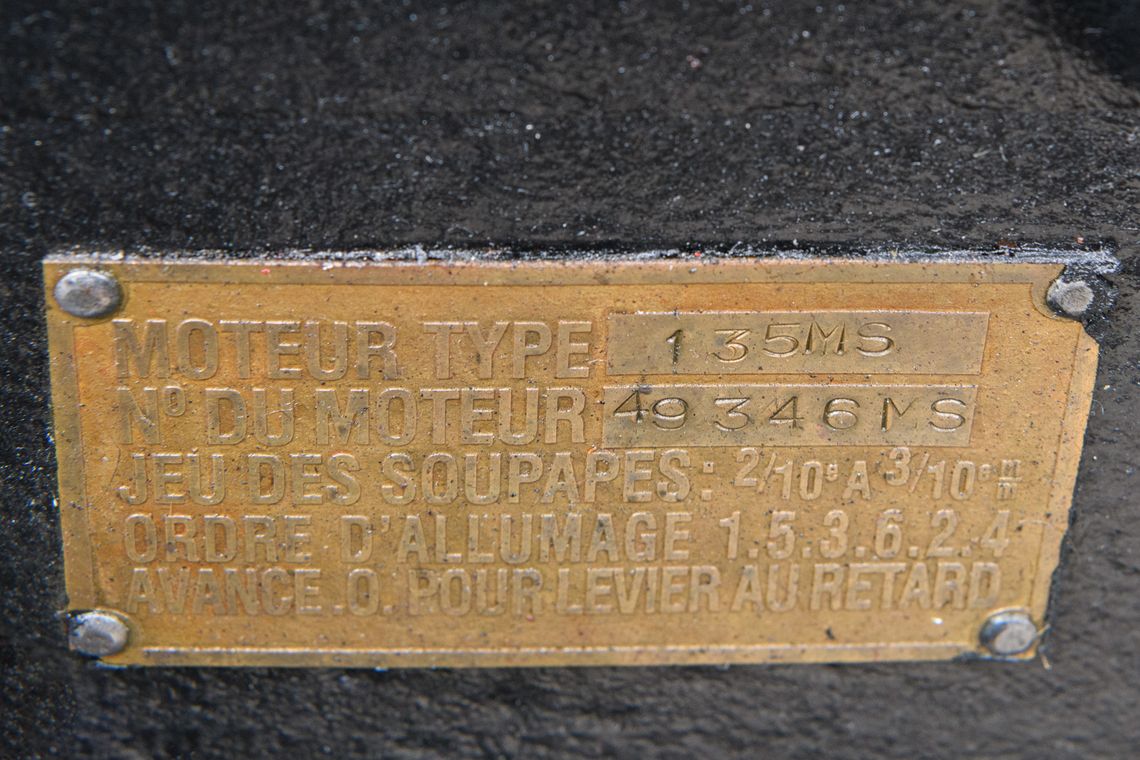 MOTEUR TYPE 135MS
Nº DU MOTEUR 49346MS
JEU DES SOUPAPES: 2/10ᵉ A 3/10ᵉ m/m
ORDRE D'ALLUMAGE 1.5.3.6.2.4
AVANCE.O. POUR LEVIER AU RETARD